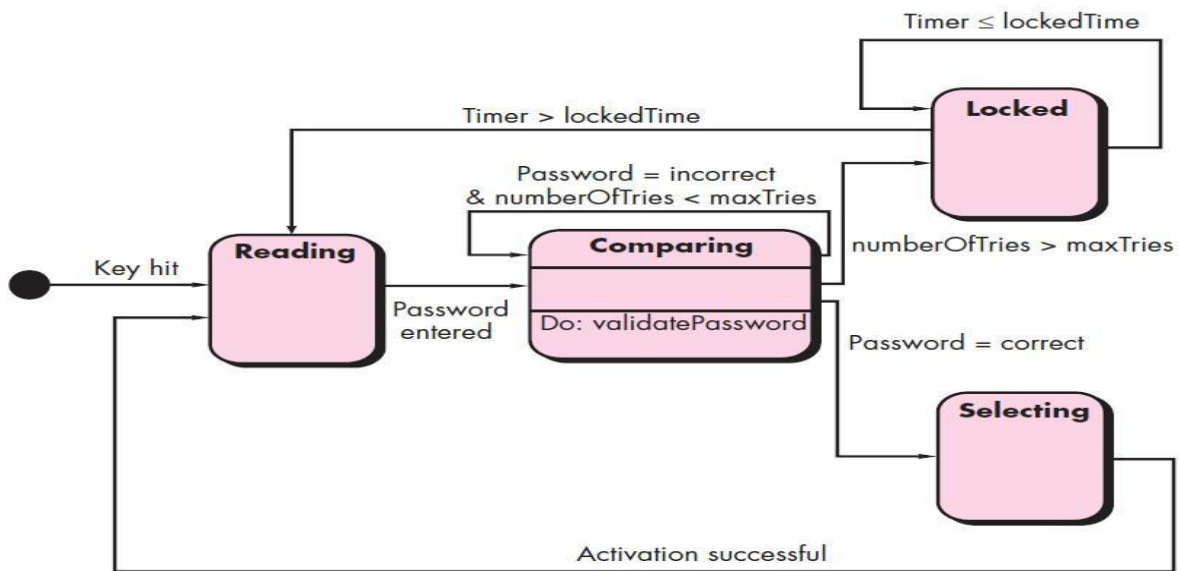 Timer ≤ lockedTime
Locked
Timer > lockedTime
Password = incorrect
& numberOfTries < maxTries
Reading
Comparing
numberOfTries > maxTries
Key hit
Password
entered
Do: validatePassword
Password = correct
Selecting
Activation successful